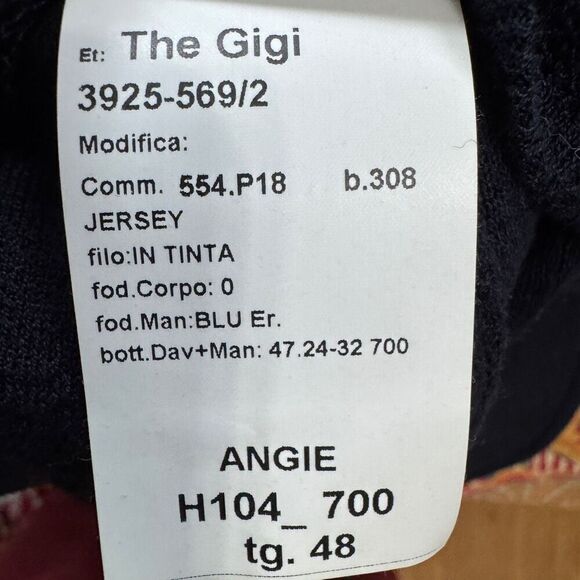 Et: The Gigi
3925-569/2
Modifica:
Comm. 554.P18 b.308
JERSEY
filo:IN TINTA
fod.Corpo: 0
fod.Man:BLU Er.
bott.Dav+Man: 47.24-32 700
ANGIE
H104_ 700
tg. 48